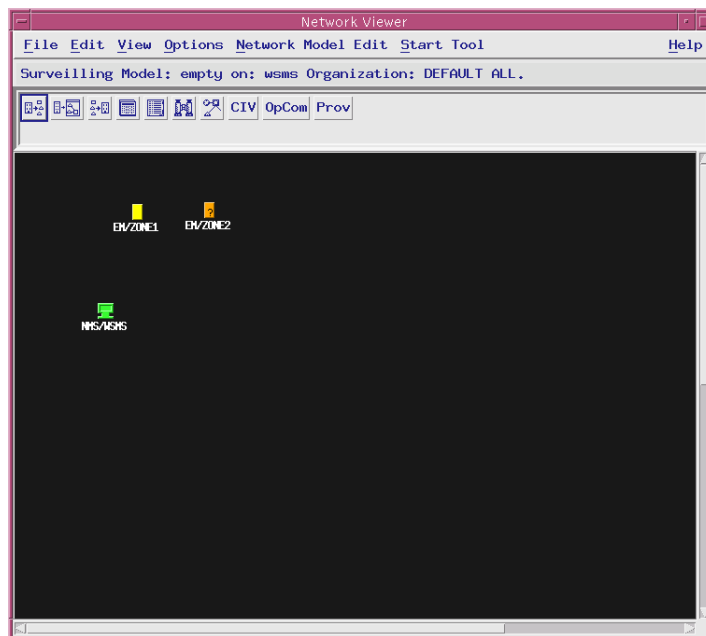 Network Viewer
File Edit View Options Network Model Edit Start Tool Help
Surveilling Model: empty on: wsms Organization: DEFAULT ALL.
CIV OpCom Prov
?
EM/ZONE1 EM/ZONE2
NMS/WSMS